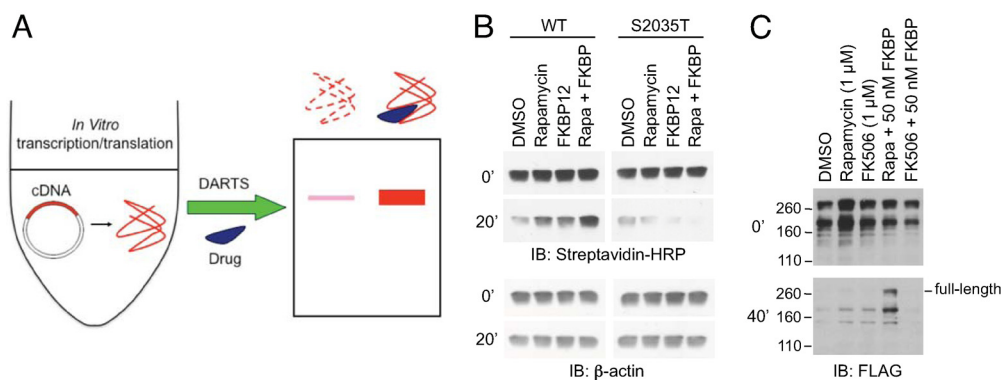 A
In Vitro
transcription/translation
cDNA
DARTS
Drug
B
WT
S2035T
DMSO
Rapamycin
FKBP12
Rapa + FKBP
DMSO
Rapamycin
FKBP12
Rapa + FKBP
0'
20'
IB: Streptavidin-HRP
0'
20'
IB: β-actin
C
DMSO
Rapamycin (1 μM)
FK506 (1 μM)
Rapa + 50 nM FKBP
FK506 + 50 nM FKBP
260
0'
160
110
260
full-length
40'
160
110
IB: FLAG